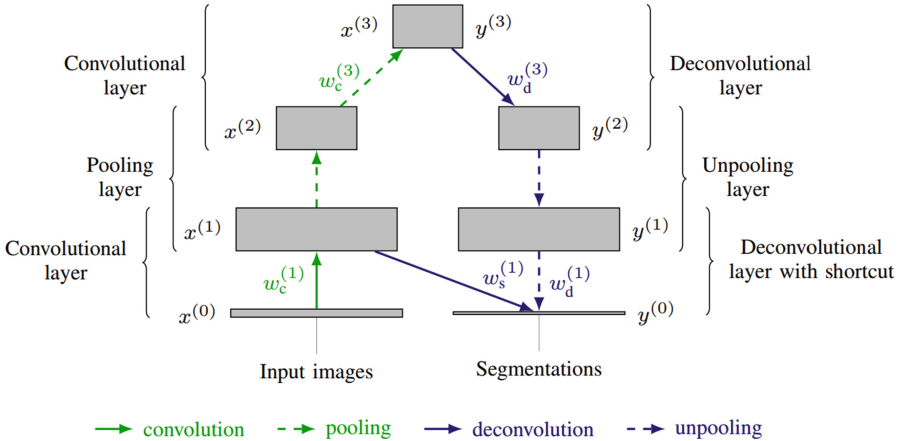 x^(3)
y^(3)
Convolutional
layer
w_c^(3)
w_d^(3)
Deconvolutional
layer
x^(2)
y^(2)
Pooling
layer
Unpooling
layer
x^(1)
y^(1)
Convolutional
layer
w_c^(1)
w_s^(1)
w_d^(1)
Deconvolutional
layer with shortcut
x^(0)
y^(0)
Input images
Segmentations
convolution
pooling
deconvolution
unpooling